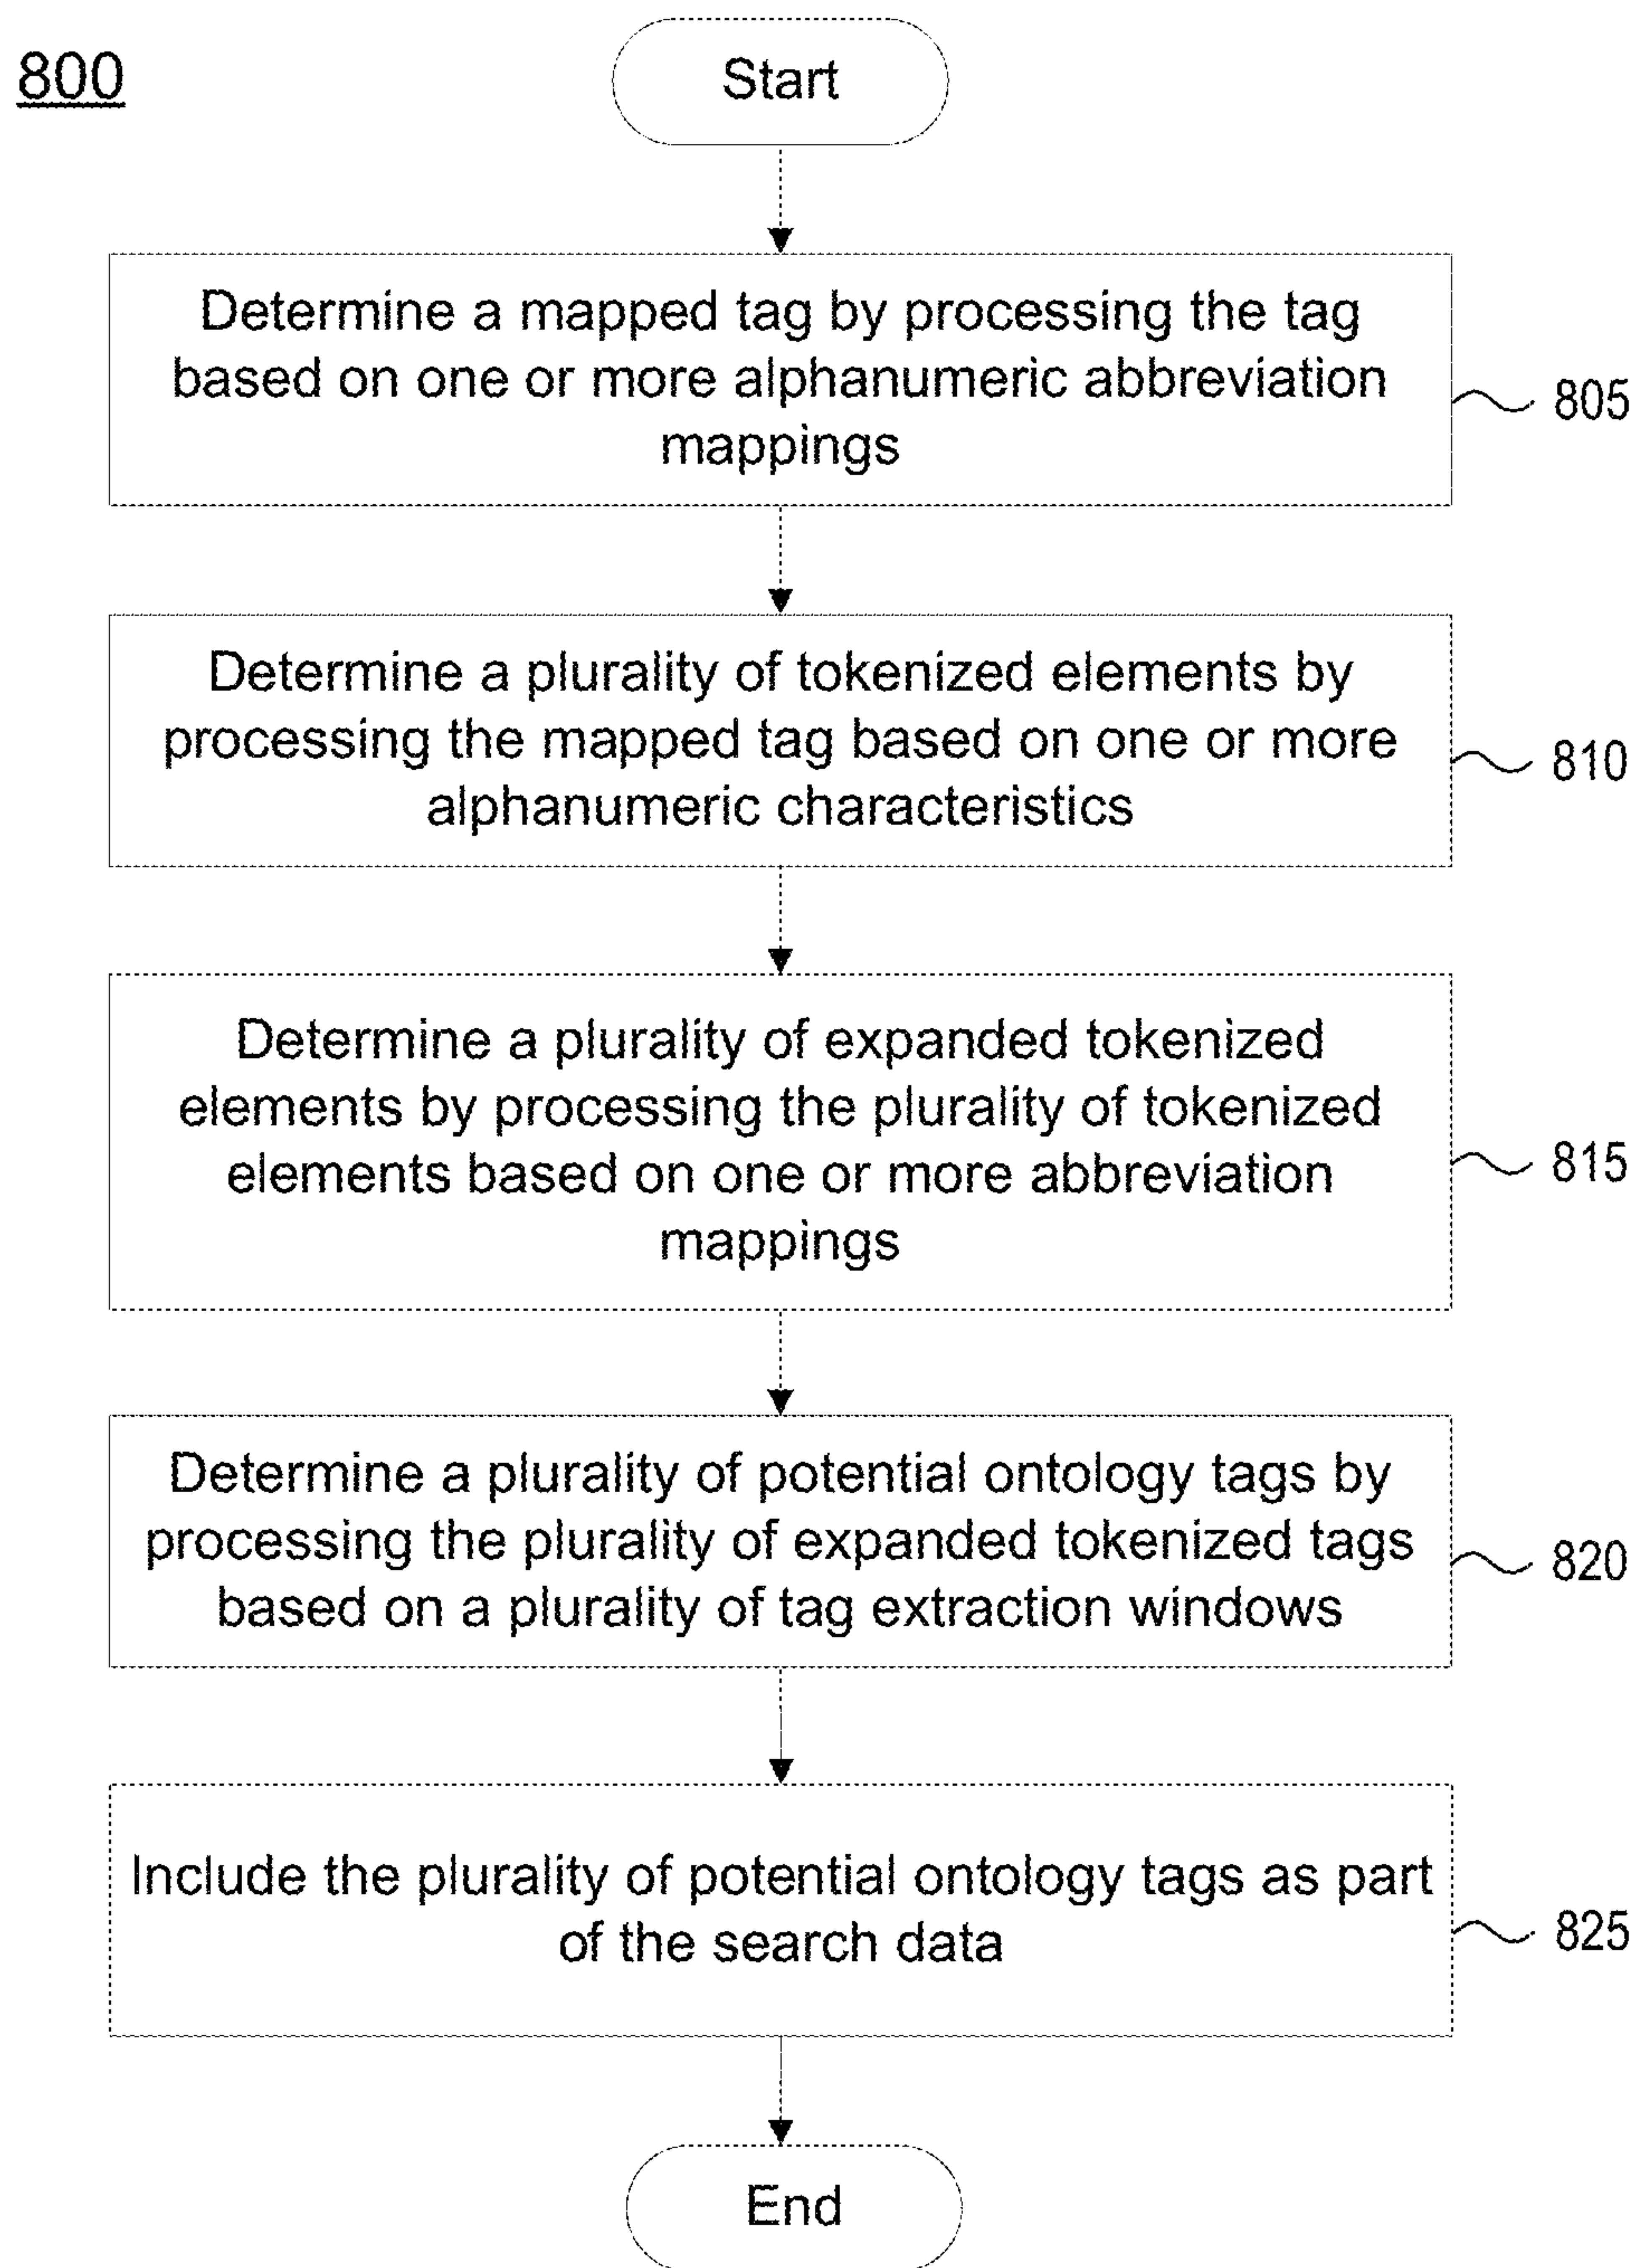 800
Start
Determine a mapped tag by processing the tag
based on one or more alphanumeric abbreviation
mappings
805
Determine a plurality of tokenized elements by
processing the mapped tag based on one or more
alphanumeric characteristics
810
Determine a plurality of expanded tokenized
elements by processing the plurality of tokenized
elements based on one or more abbreviation
mappings
815
Determine a plurality of potential ontology tags by
processing the plurality of expanded tokenized tags
based on a plurality of tag extraction windows
820
Include the plurality of potential ontology tags as part
of the search data
825
End